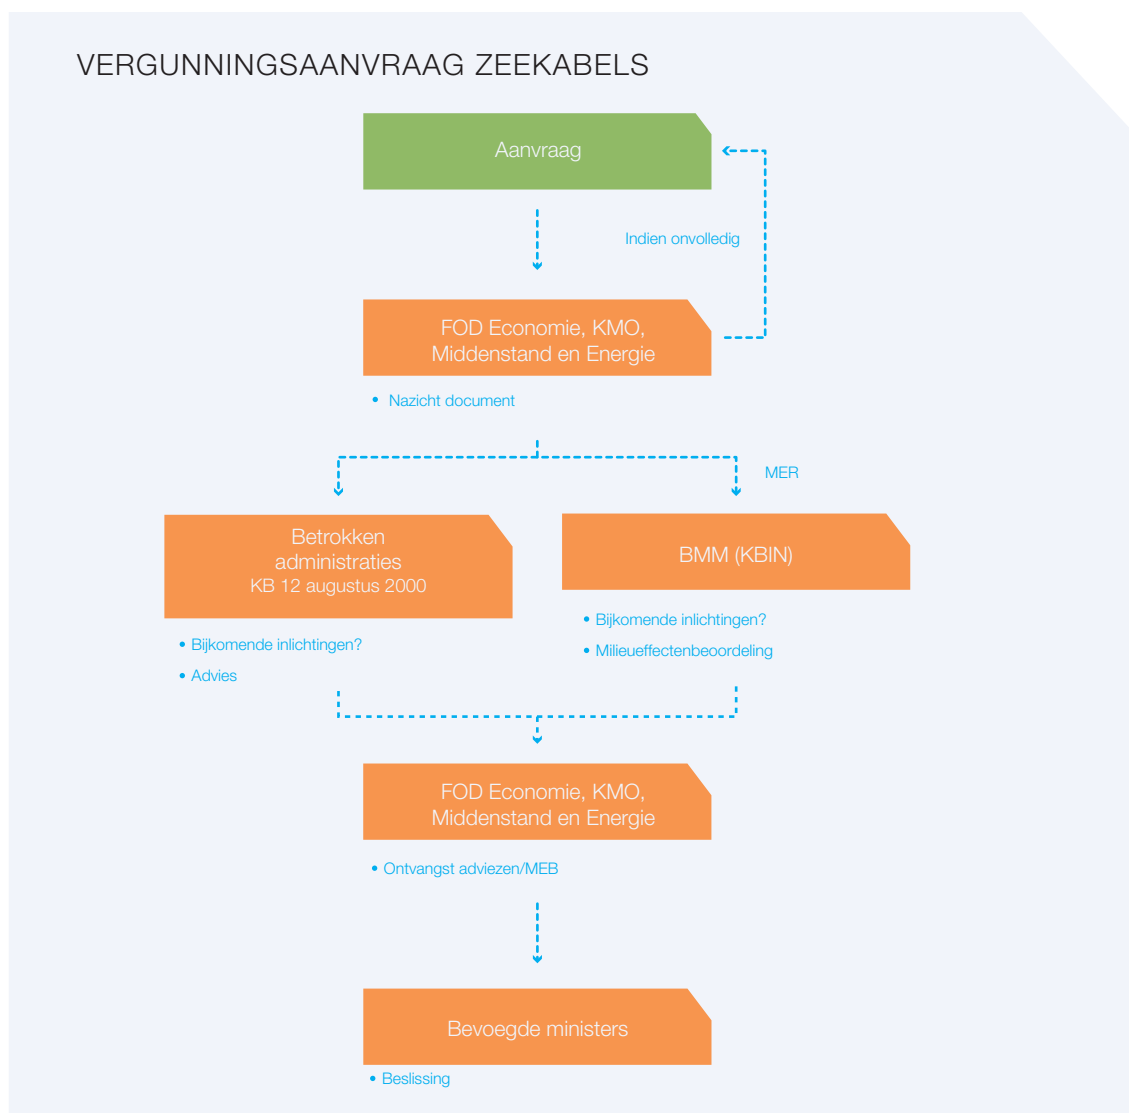 VERGUNNINGSAANVRAAG ZEEKABELS
Aanvraag
Indien onvolledig
FOD Economie, KMO,
Middenstand en Energie
• Nazicht document
MER
Betrokken
administraties
KB 12 augustus 2000
• Bijkomende inlichtingen?
• Advies
BMM (KBIN)
• Bijkomende inlichtingen?
• Milieueffectenbeoordeling
FOD Economie, KMO,
Middenstand en Energie
• Ontvangst adviezen/MEB
Bevoegde ministers
• Beslissing